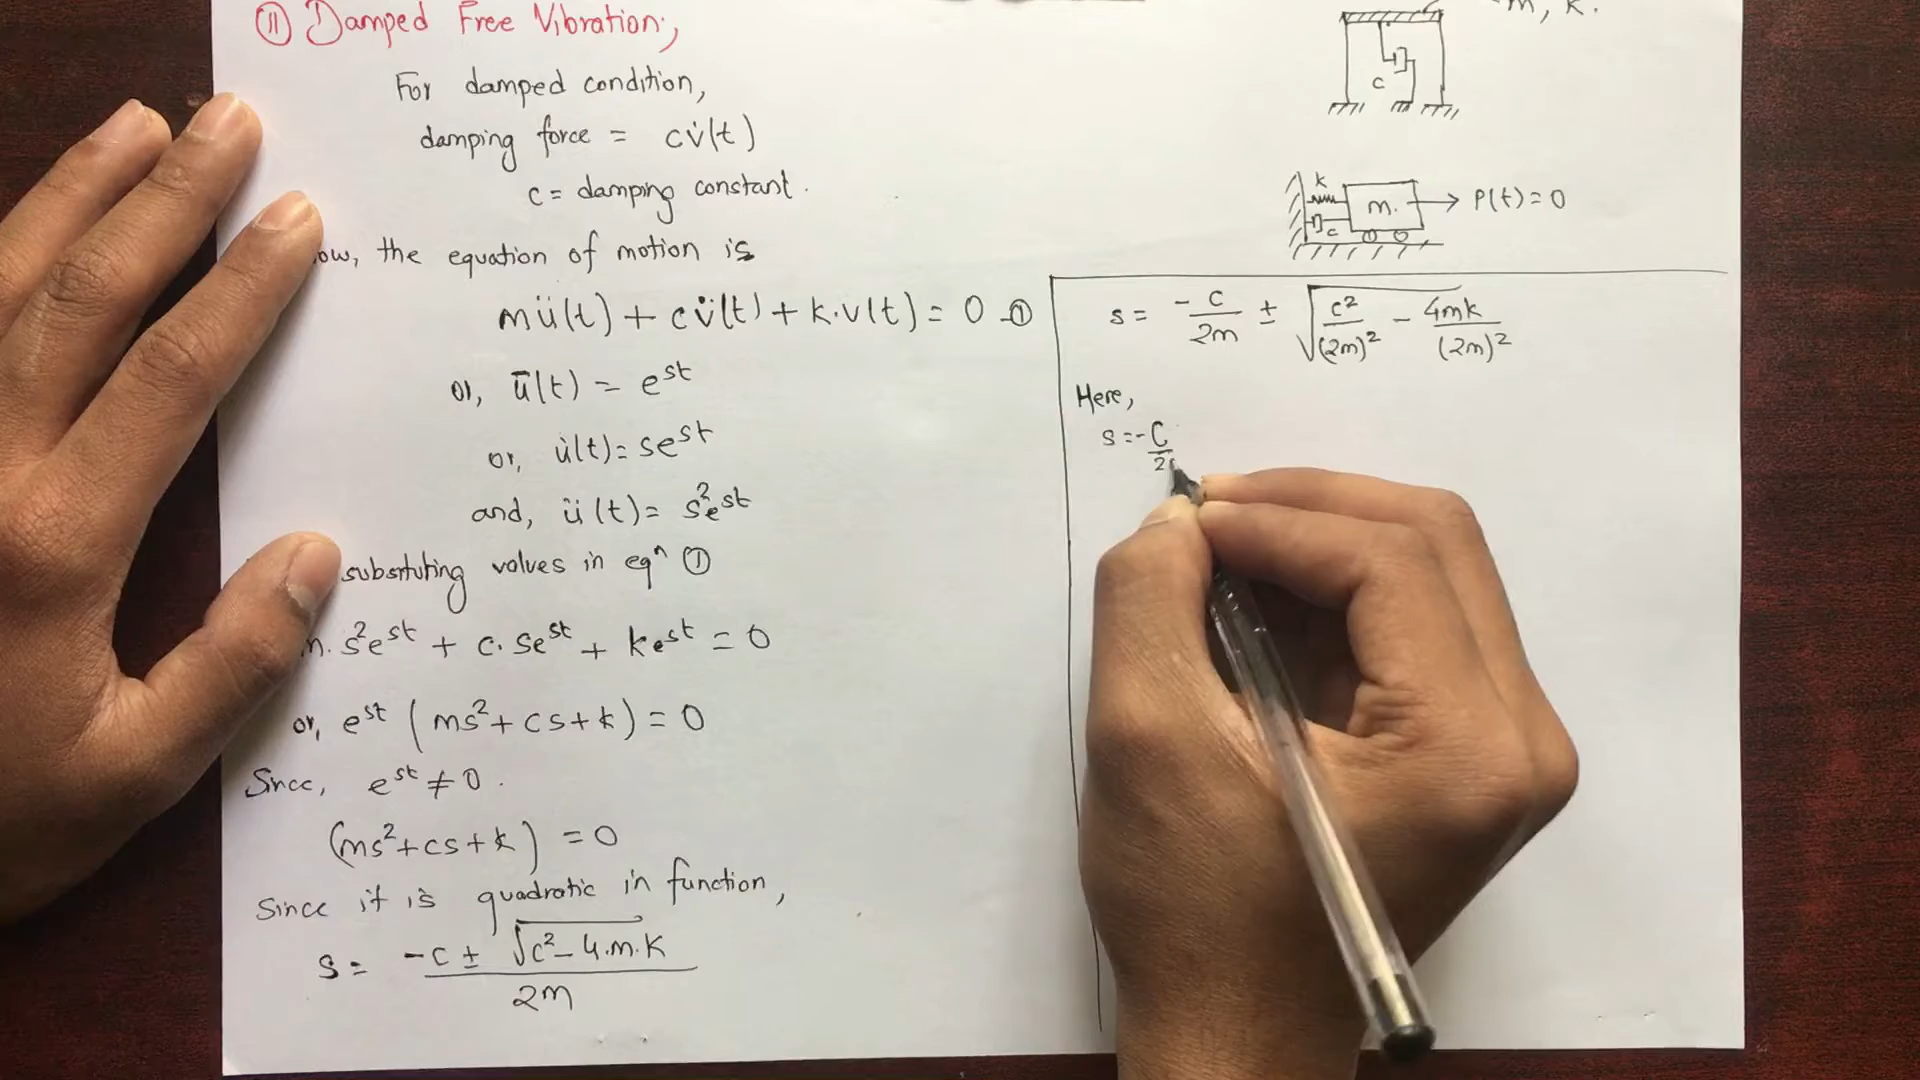 II Damped Free Vibration;
For damped condition,
damping force = cv̇(t)
c = damping constant.
the equation of motion is
mü(t) + cv̇(t) + k.v(t) = 0 - ①
or, ū(t) = e^st
or, u̇(t) = se^st
and, ü(t) = s²e^st
substituting values in eqⁿ ①
m. s²e^st + c. se^st + ke^st = 0
or, e^st (ms² + cs + k) = 0
Since, e^st ≠ 0.
(ms² + cs + k) = 0
Since it is quadratic in function,
s = (-c ± √(c² - 4.m.k)) / 2m
m, k.
c
k
c
m.
P(t) = 0
s = -c/2m ± √(c²/(2m)² - 4mk/(2m)²)
Here,
s = -C/2